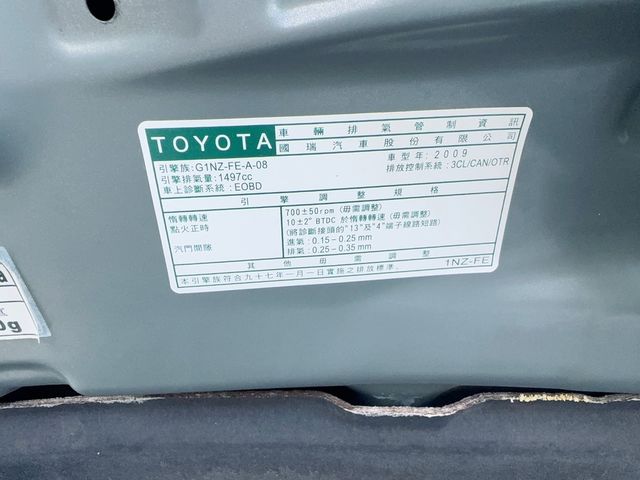 TOYOTA
車輛排氣管制資訊
國瑞汽車股份有限公司
引擎族:G1NZ-FE-A-08
車型年:2009
引擎排氣量:1497cc
排放控制系統:3CL/CAN/OTR
車上診斷系統:EOBD
引擎調整規格
惰轉轉速
700±50rpm (毋需調整)
點火正時
10±2° BTDC 於惰轉轉速 (毋需調整)
(將診斷接頭的"13"及"4"端子線路短路)
汽門間隙
進氣:0.15-0.25 mm
排氣:0.25-0.35 mm
其他毋需調整
本引擎族符合九十七年一月一日實施之排放標準.
1NZ-FE
a
0g